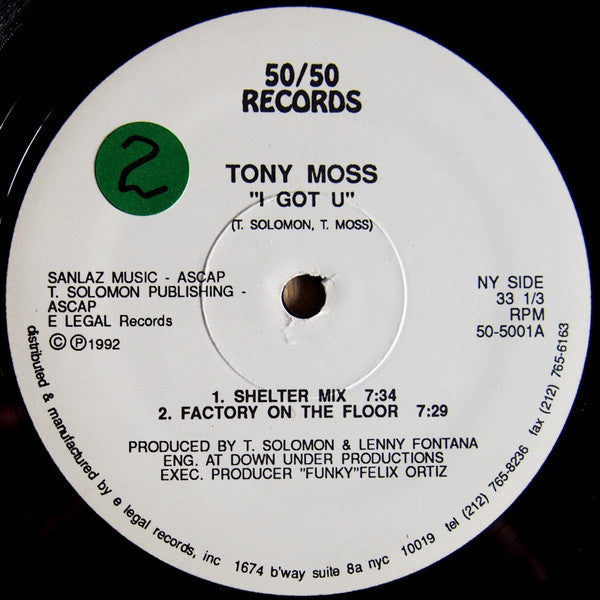 50/50
RECORDS
2
TONY MOSS
"I GOT U"
(T. SOLOMON, T. MOSS)
SANLAZ MUSIC - ASCAP
T. SOLOMON PUBLISHING -
ASCAP
E LEGAL Records
© ℗ 1992
NY SIDE
33 1/3
RPM
50-5001A
1. SHELTER MIX 7:34
2. FACTORY ON THE FLOOR 7:29
PRODUCED BY T. SOLOMON & LENNY FONTANA
ENG. AT DOWN UNDER PRODUCTIONS
EXEC. PRODUCER "FUNKY"FELIX ORTIZ
distributed & manufactured by e legal records, inc 1674 b'way suite 8a nyc 10019 tel (212) 765-8236 fax (212) 765-6163